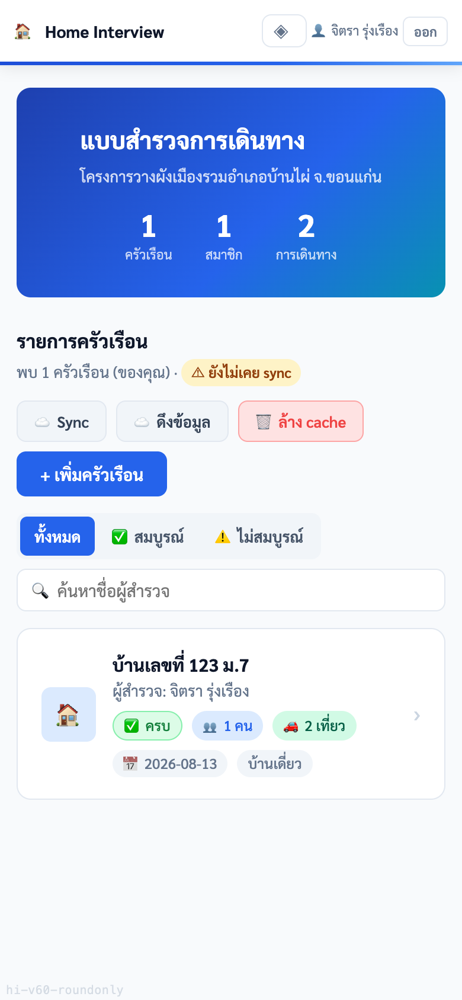 Home Interview
จิตรา รุ่งเรือง
ออก
แบบสำรวจการเดินทาง
โครงการวางผังเมืองรวมอำเภอบ้านไผ่ จ.ขอนแก่น
1 1 2
ครัวเรือน สมาชิก การเดินทาง
รายการครัวเรือน
พบ 1 ครัวเรือน (ของคุณ) · ⚠ ยังไม่เคย sync
Sync ดึงข้อมูล ล้าง cache
+ เพิ่มครัวเรือน
ทั้งหมด สมบูรณ์ ไม่สมบูรณ์
ค้นหาชื่อผู้สำรวจ
บ้านเลขที่ 123 ม.7
ผู้สำรวจ: จิตรา รุ่งเรือง
ครบ 1 คน 2 เที่ยว
2026-08-13 บ้านเดี่ยว
hi-v60-roundonly